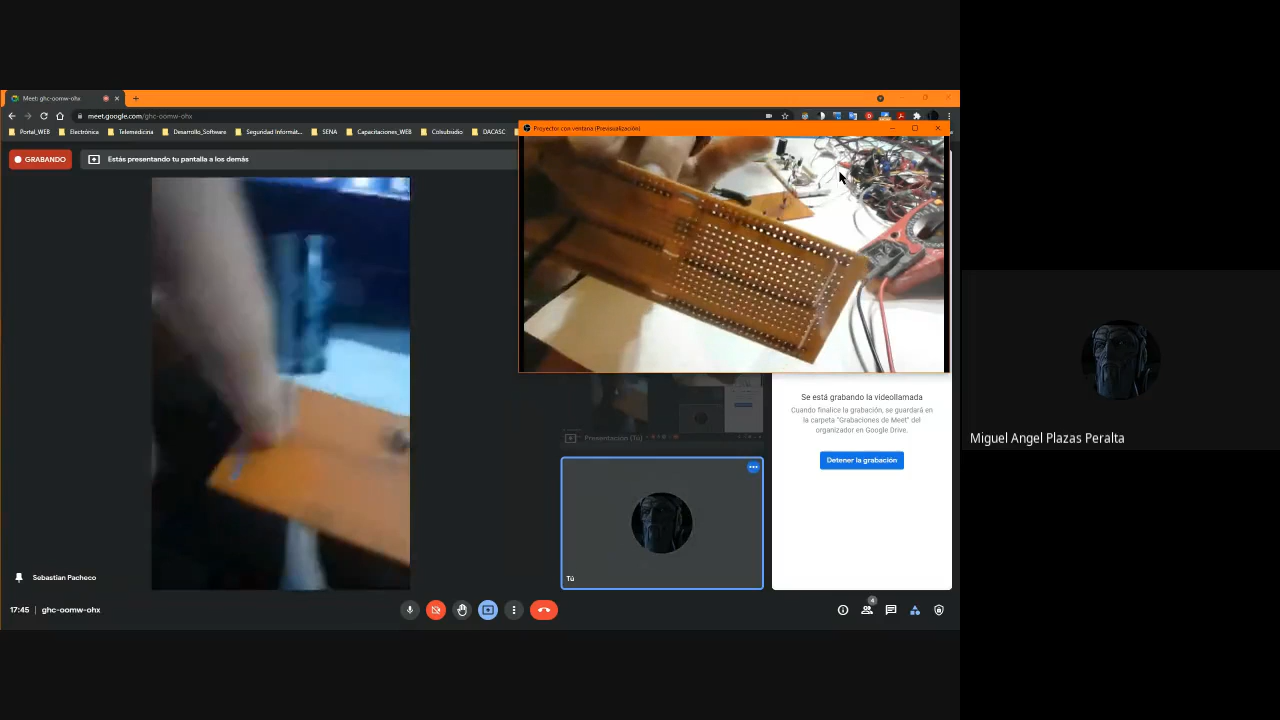 Meet: ghc-oomw-ohx
meet.google.com/ghc-oomw-ohx
Portal_WEB
Electrónica
Telemedicina
Desarrollo_Software
Seguridad Informát...
SENA
Capacitaciones_WEB
Colsubsidio
DACASC
Proyector con ventana (Previsualización)
GRABANDO
Estás presentando tu pantalla a los demás
Se está grabando la videollamada
Cuando finalice la grabación, se guardará en
la carpeta "Grabaciones de Meet" del
organizador en Google Drive.
Detener la grabación
Presentación (Tú)
Tú
Sebastian Pacheco
17:45 | ghc-oomw-ohx
4
Miguel Angel Plazas Peralta